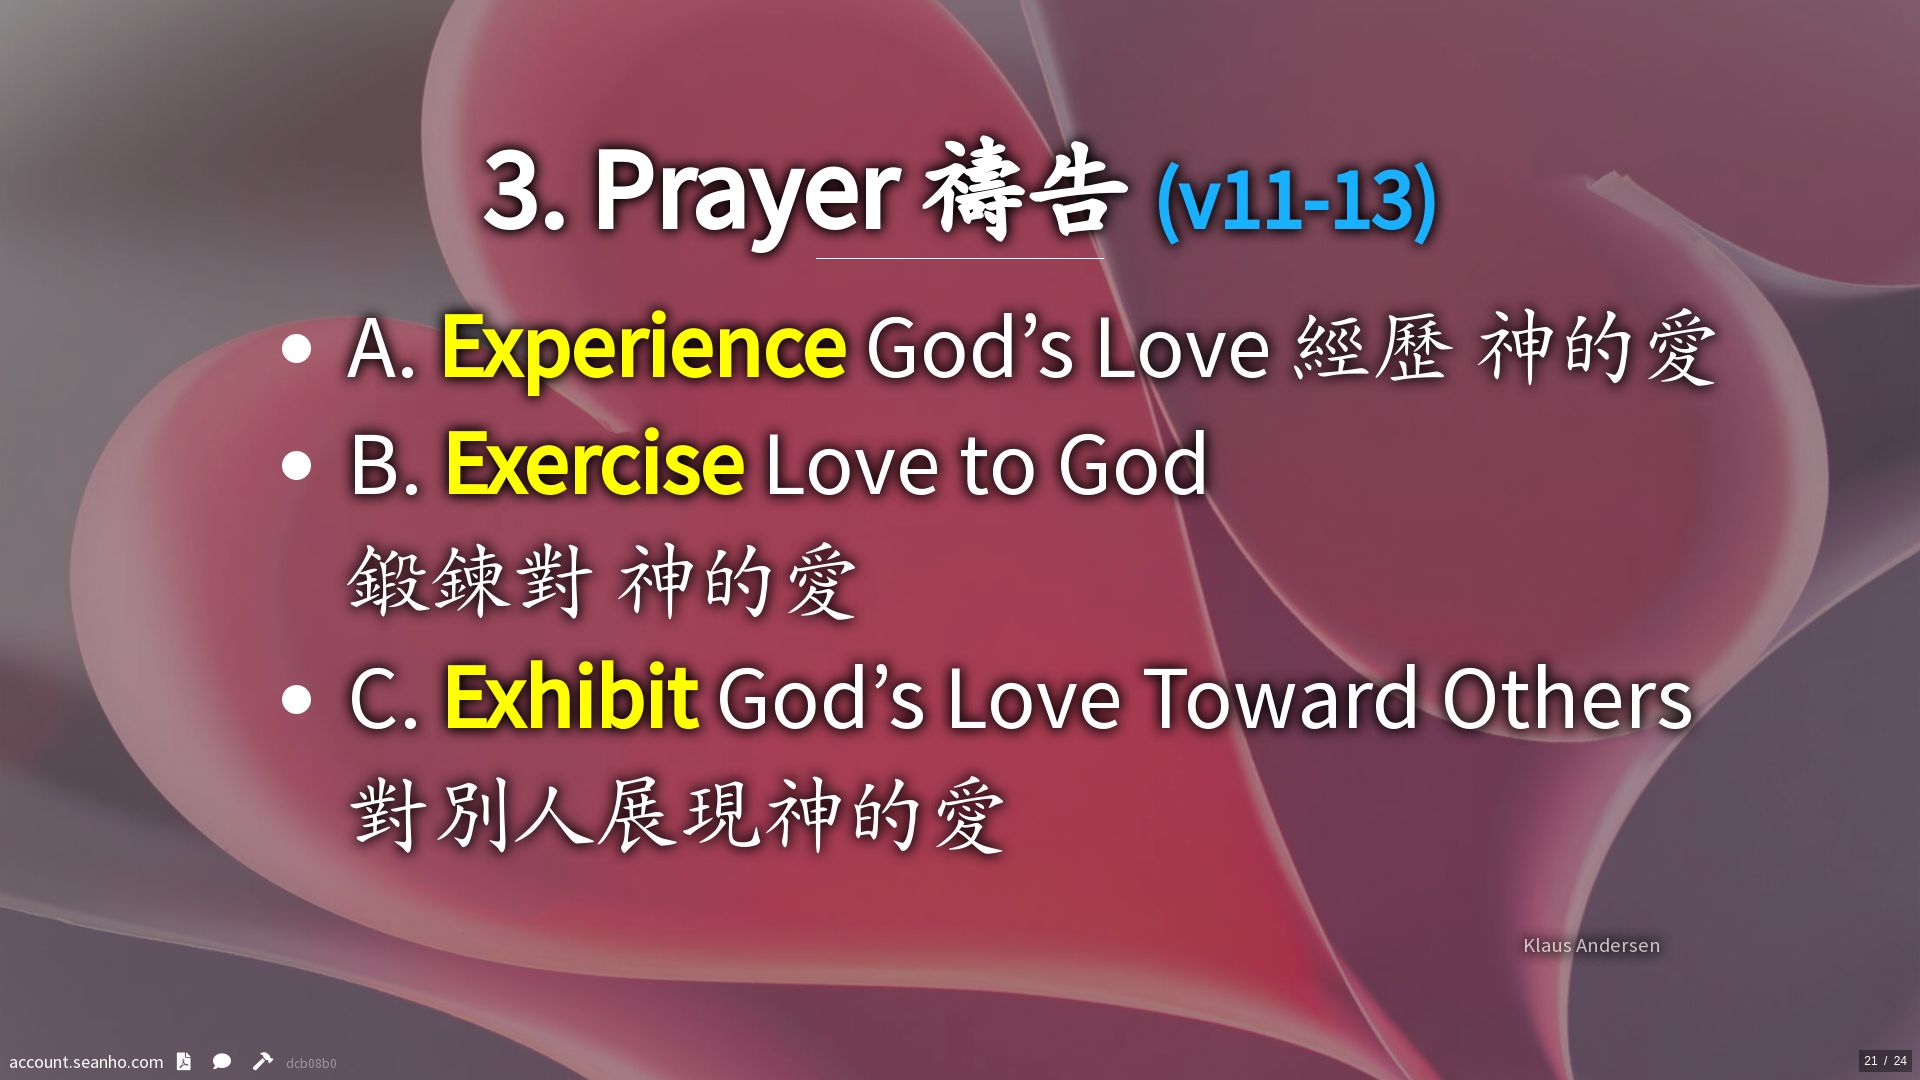 3. Prayer 禱告 (v11-13)
A. Experience God’s Love 經歷 神的愛
B. Exercise Love to God
鍛鍊對 神的愛
C. Exhibit God’s Love Toward Others
對別人展現神的愛
Klaus Andersen
account.seanho.com dcb08b0
21 / 24